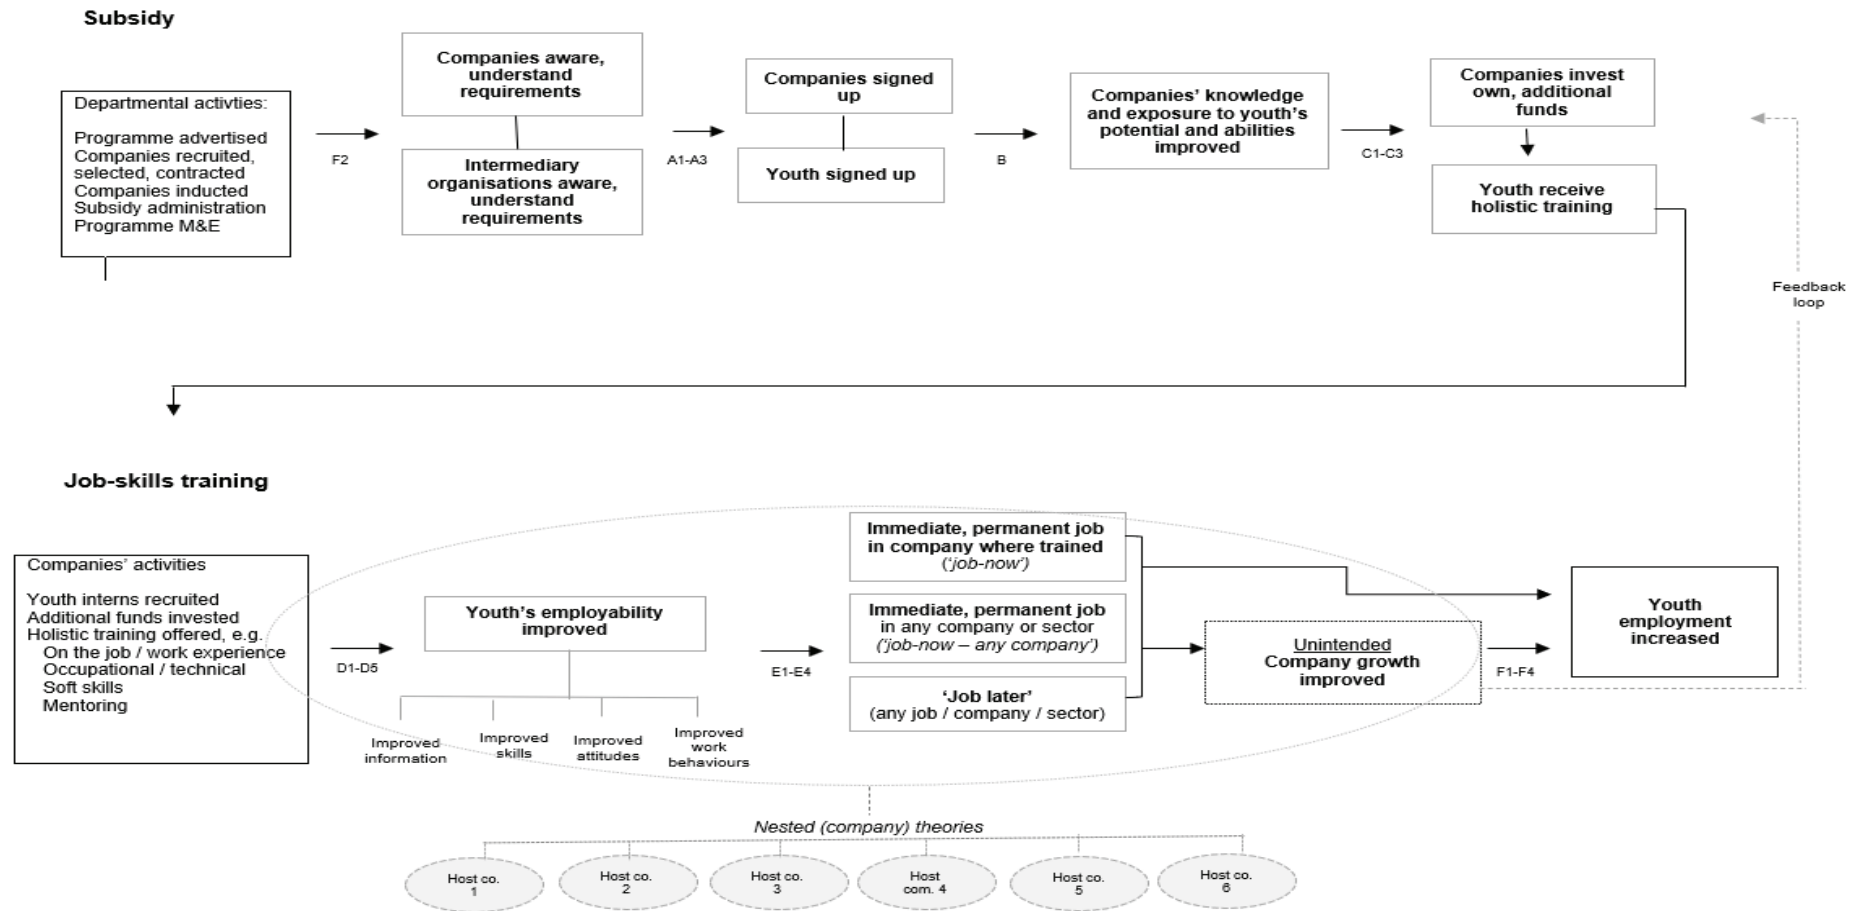 Subsidy
Departmental activties:
Programme advertised
Companies recruited,
selected, contracted
Companies inducted
Subsidy administration
Programme M&E
F2
Companies aware,
understand
requirements
Intermediary
organisations aware,
understand
requirements
A1-A3
Companies signed
up
Youth signed up
B
Companies' knowledge
and exposure to youth's
potential and abilities
improved
C1-C3
Companies invest
own, additional
funds
Youth receive
holistic training
Feedback
loop
Job-skills training
Companies' activities
Youth interns recruited
Additional funds invested
Holistic training offered, e.g.
On the job / work experience
Occupational / technical
Soft skills
Mentoring
D1-D5
Youth's employability
improved
Improved
information
Improved
skills
Improved
attitudes
Improved
work
behaviours
E1-E4
Immediate, permanent job
in company where trained
('job-now')
Immediate, permanent job
in any company or sector
('job-now – any company')
'Job later'
(any job / company / sector)
Unintended
Company growth
improved
F1-F4
Youth
employment
increased
Nested (company) theories
Host co.
1
Host co.
2
Host co.
3
Host
com. 4
Host co.
5
Host co.
6